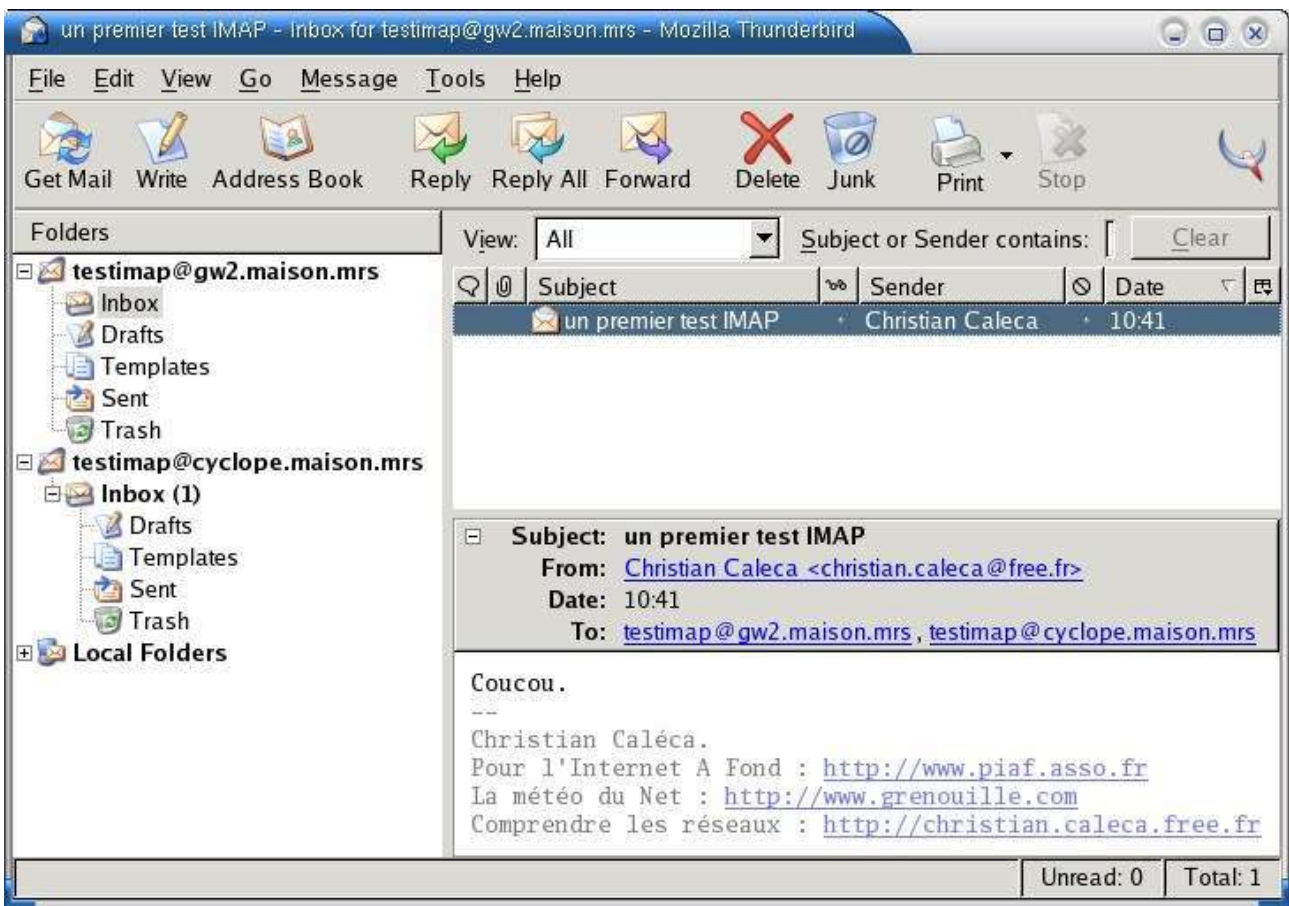 un premier test IMAP - Inbox for testimap@gw2.maison.mrs - Mozilla Thunderbird
File Edit View Go Message Tools Help
Get Mail Write Address Book Reply Reply All Forward Delete Junk Print Stop
Folders
testimap@gw2.maison.mrs
Inbox
Drafts
Templates
Sent
Trash
testimap@cyclope.maison.mrs
Inbox (1)
Drafts
Templates
Sent
Trash
Local Folders
View: All Subject or Sender contains: Clear
Subject Sender Date
un premier test IMAP Christian Caleca 10:41
Subject: un premier test IMAP
From: Christian Caleca <christian.caleca@free.fr>
Date: 10:41
To: testimap@gw2.maison.mrs , testimap@cyclope.maison.mrs
Coucou.
--
Christian Caléca.
Pour l'Internet A Fond : http://www.piaf.asso.fr
La météo du Net : http://www.grenouille.com
Comprendre les réseaux : http://christian.caleca.free.fr
Unread: 0 Total: 1